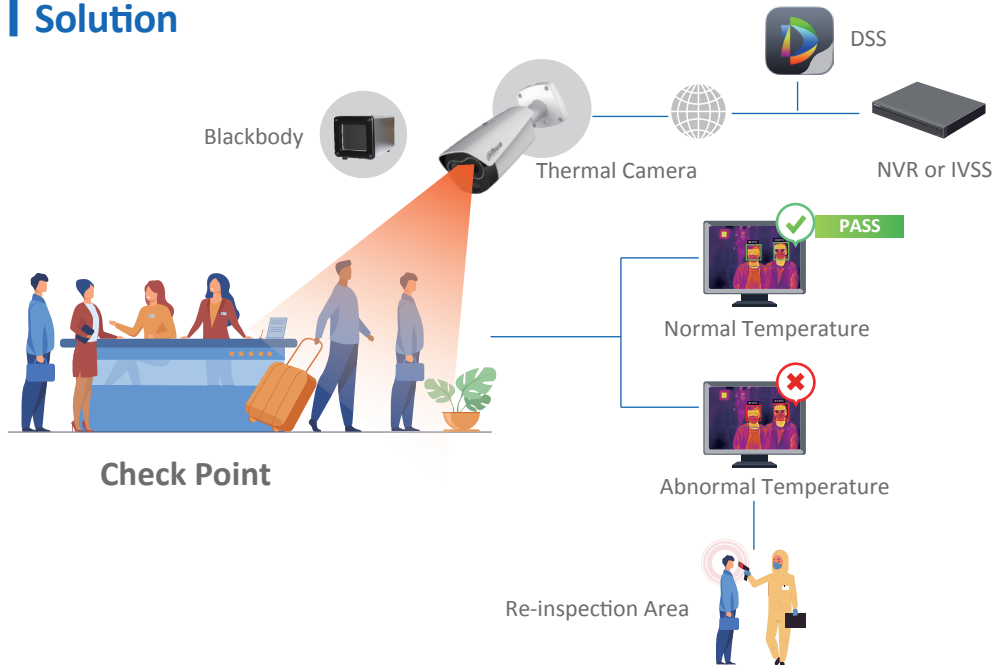 Solution
DSS
Blackbody
Thermal Camera
NVR or IVSS
PASS
Normal Temperature
Check Point
Abnormal Temperature
Re-inspection Area